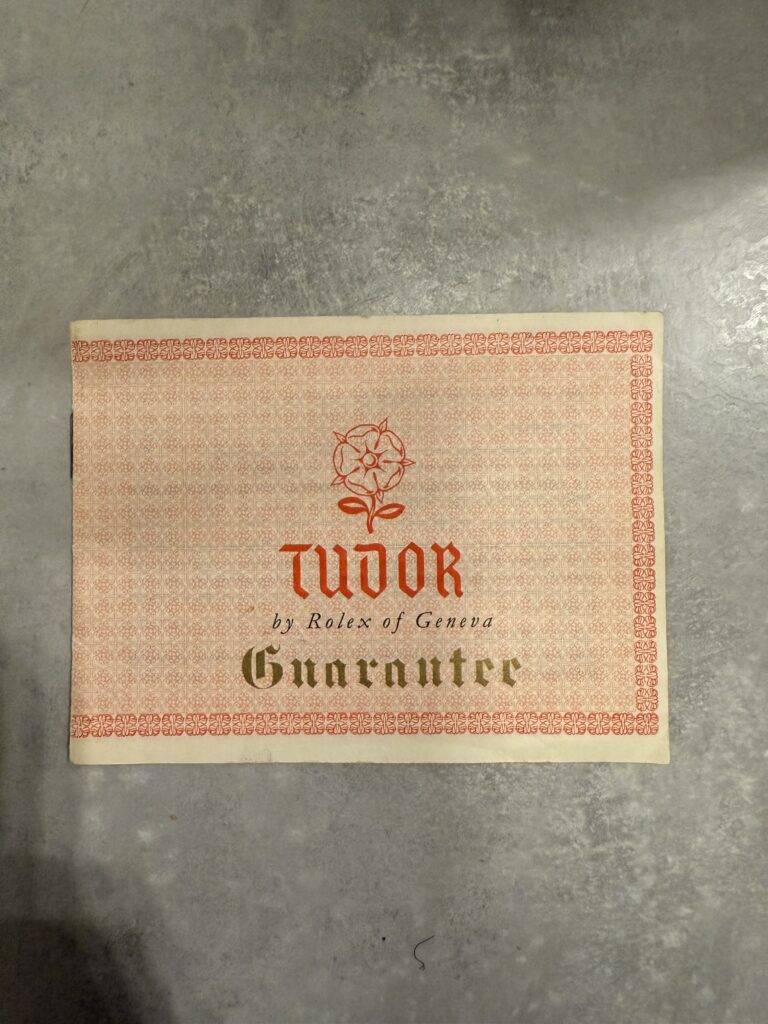 TUDOR
by Rolex of Geneva
Guarantee